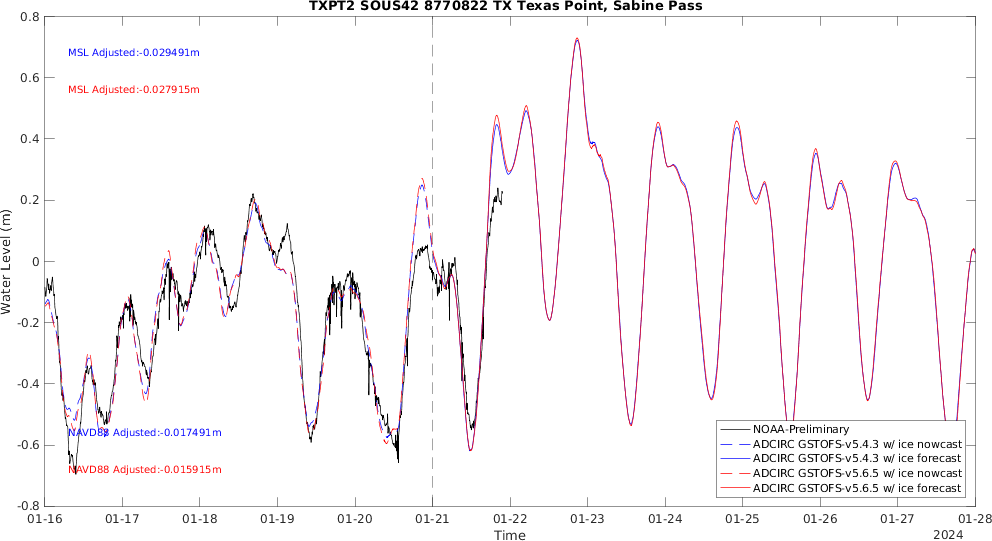 TXPT2 SOUS42 8770822 TX Texas Point, Sabine Pass
MSL Adjusted:-0.029491m
MSL Adjusted:-0.027915m
NAVD88 Adjusted:-0.017491m
NAVD88 Adjusted:-0.015915m
Water Level (m)
0.8
0.6
0.4
0.2
0
-0.2
-0.4
-0.6
-0.8
NOAA-Preliminary
ADCIRC GSTOFS-v5.4.3 w/ ice nowcast
ADCIRC GSTOFS-v5.4.3 w/ ice forecast
ADCIRC GSTOFS-v5.6.5 w/ ice nowcast
ADCIRC GSTOFS-v5.6.5 w/ ice forecast
01-16 01-17 01-18 01-19 01-20 01-21 01-22 01-23 01-24 01-25 01-26 01-27 01-28
Time
2024